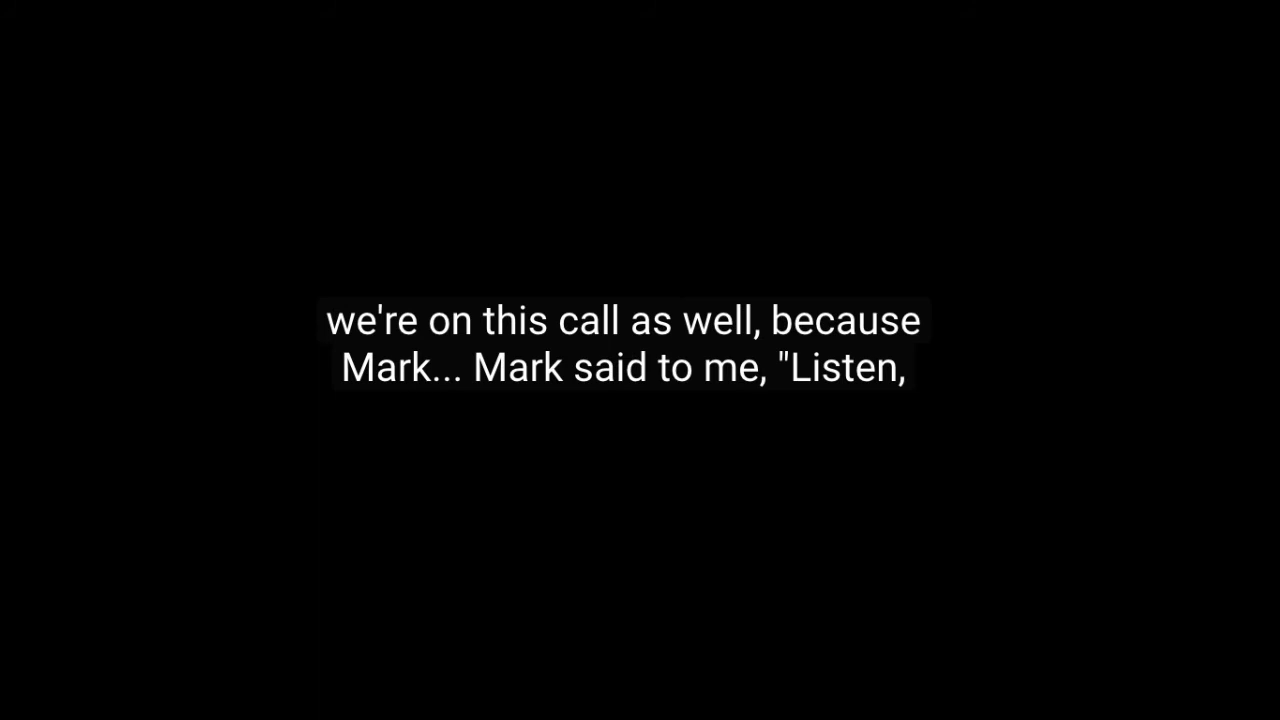 we're on this call as well, because
Mark... Mark said to me, "Listen,